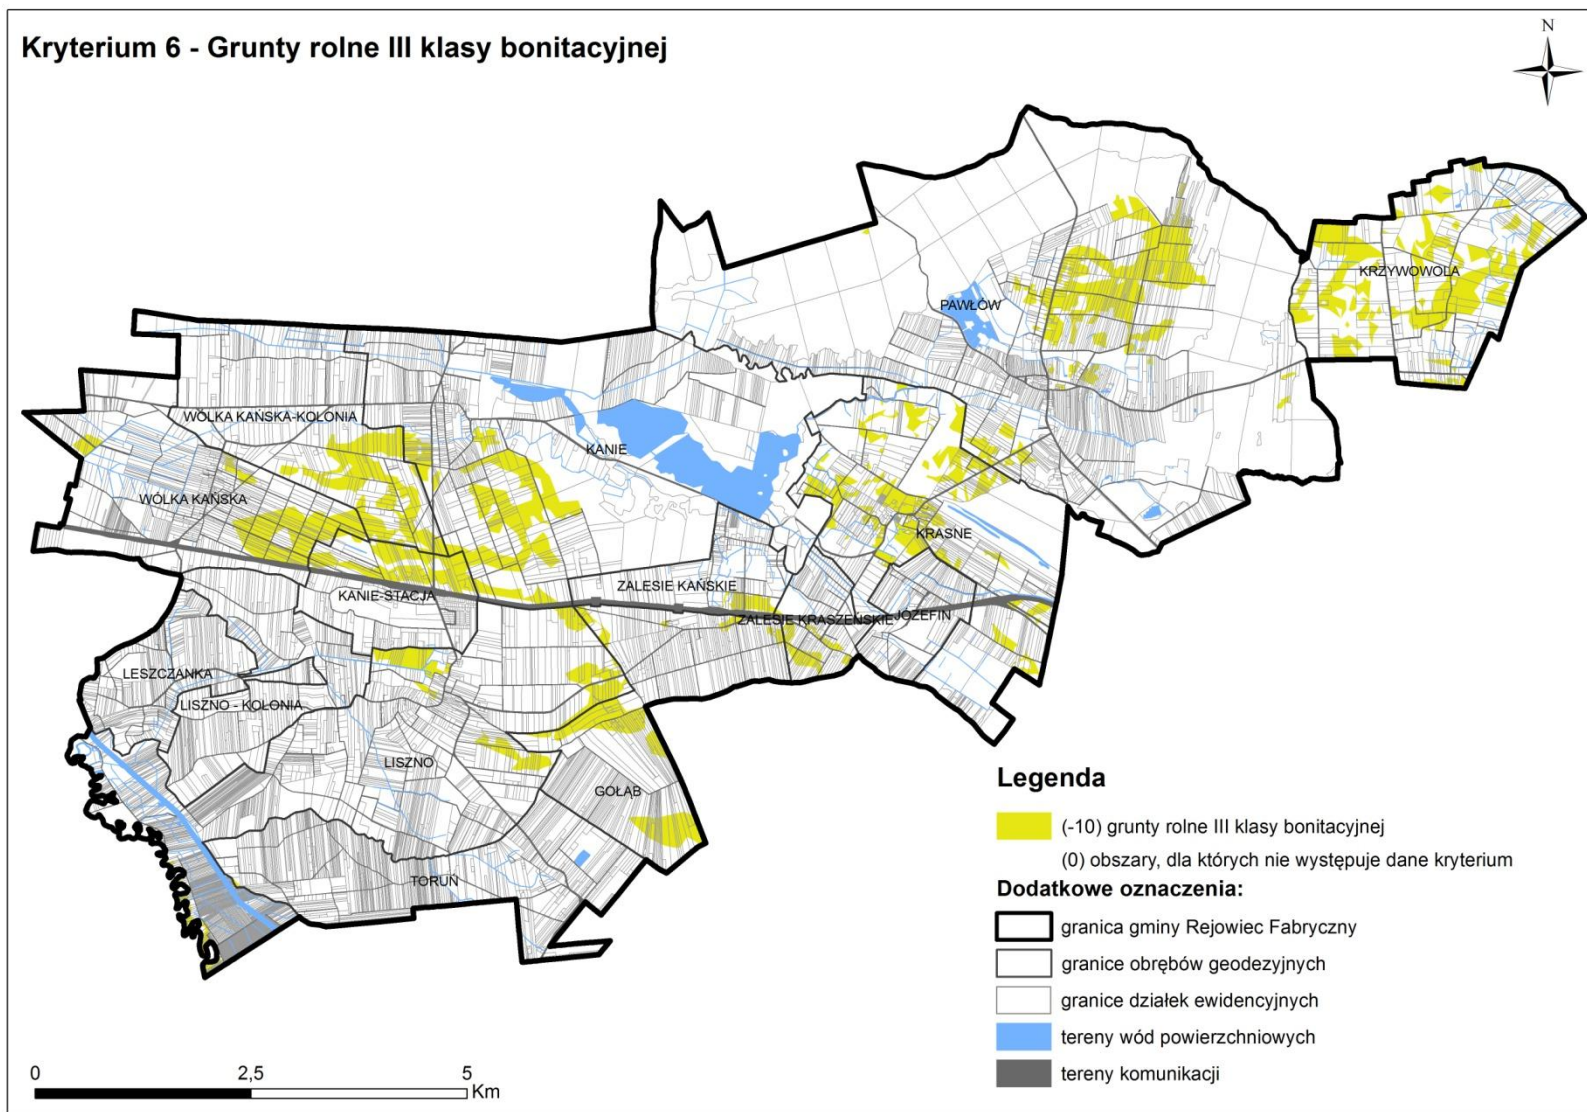 Kryterium 6 - Grunty rolne III klasy bonitacyjnej
N
KRZYWOWOLA
PAWŁÓW
WÓLKA KAŃSKA-KOLONIA
KANIE
WÓLKA KAŃSKA
KRASNE
ZALESIE KAŃSKIE
KANIE-STACJA
ZALESIE KRASZEŃSKIE
JÓZEFIN
LESZCZANKA
LISZNO - KOLONIA
LISZNO
GOŁĄB
TORUŃ
Legenda
(-10) grunty rolne III klasy bonitacyjnej
(0) obszary, dla których nie występuje dane kryterium
Dodatkowe oznaczenia:
granica gminy Rejowiec Fabryczny
granice obrębów geodezyjnych
granice działek ewidencyjnych
tereny wód powierzchniowych
tereny komunikacji
0 2,5 5
Km